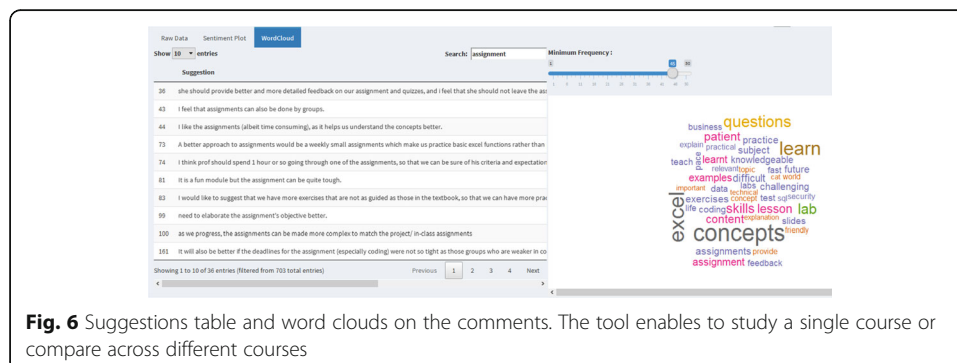 Raw Data Sentiment Plot WordCloud
Show 10 entries Search: assignment
Minimum Frequency:
Suggestion
36 she should provide better and more detailed feedback on our assignment and quizzes, and i feel that she should not leave the ass
43 I feel that assignments can also be done by groups.
44 I like the assignments (albeit time consuming), as it helps us understand the concepts better.
73 A better approach to assignments would be a weekly small assignments which make us practice basic excel functions rather than
74 I think prof should spend 1 hour or so going through one of the assignments, so that we can be sure of his criteria and expectation
81 It is a fun module but the assignment can be quite tough.
83 I would like to suggest that we have more exercises that are not as guided as those in the textbook, so that we can have more prac
99 need to elaborate the assignment's objective better.
100 as we progress, the assignments can be made more complex to match the project/ in-class assignments
161 It will also be better if the deadlines for the assignment (especially coding) were not so tight as those groups who are weaker in co
Showing 1 to 10 of 36 entries (filtered from 703 total entries) Previous 1 2 3 4 Next
business questions
patient practice
explain practical subject learn
teach pace learnt knowledgeable
relevant topic fast future
examples difficult cat world
important data labs challenging
technical
exercises concept test sql security
life coding skills lesson lab
content explanation slides
excel concepts friendly
assignments provide
assignment feedback
Fig. 6 Suggestions table and word clouds on the comments. The tool enables to study a single course or
compare across different courses